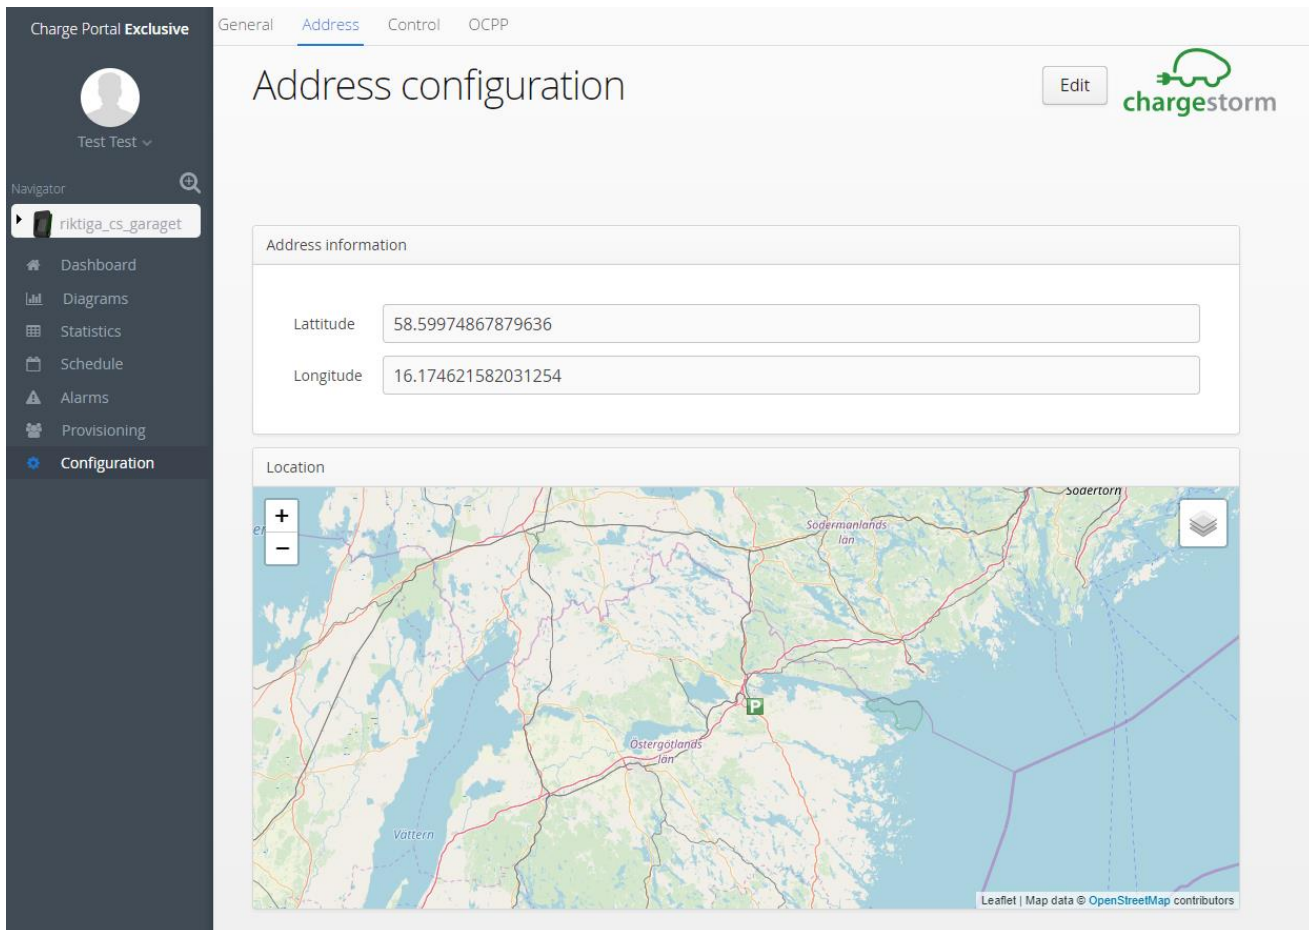 Charge Portal Exclusive
General Address Control OCPP
Address configuration
Edit
chargestorm
Test Test
Navigator
riktiga_cs_garaget
Dashboard
Diagrams
Statistics
Schedule
Alarms
Provisioning
Configuration
Address information
Lattitude 58.59974867879636
Longitude 16.174621582031254
Location
+
−
Södertörn
Södermanlands
län
P
Östergötlands
län
Vättern
Leaflet | Map data © OpenStreetMap contributors